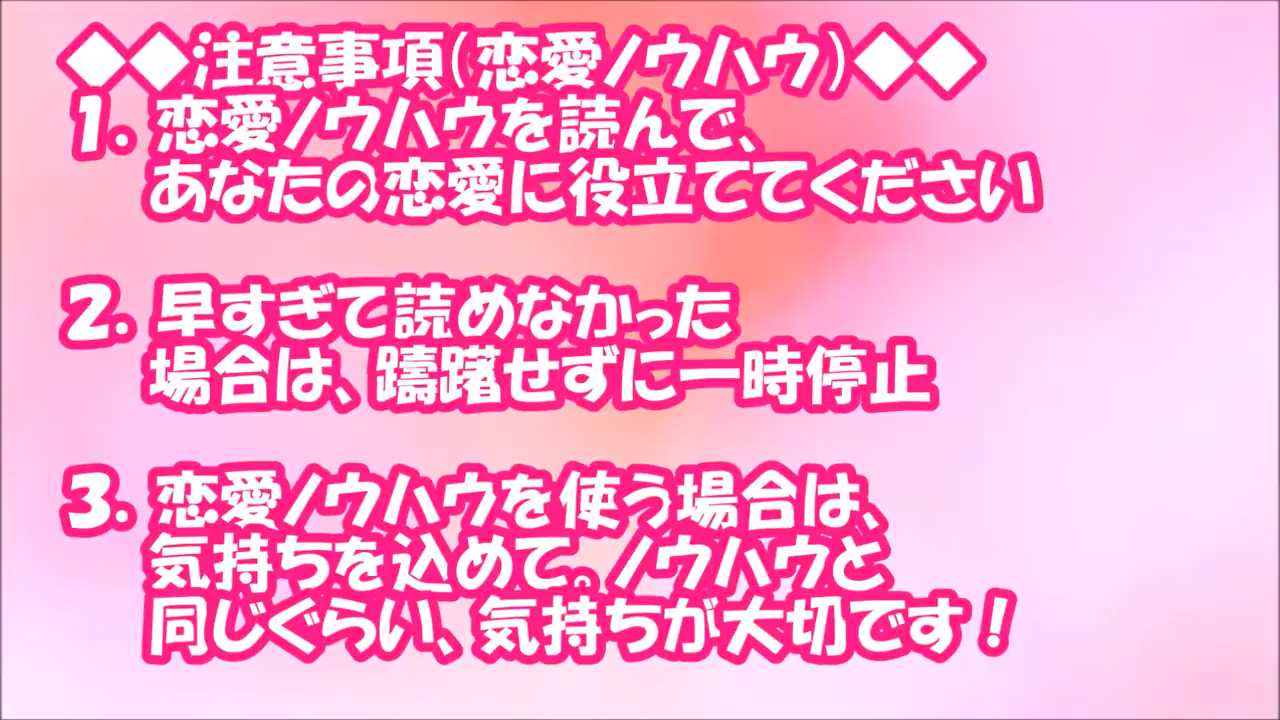 ◆◆注意事項(恋愛ノウハウ)◆◆
1. 恋愛ノウハウを読んで、
あなたの恋愛に役立ててください
2. 早すぎて読めなかった
場合は、躊躇せずに一時停止
3. 恋愛ノウハウを使う場合は、
気持ちを込めて。ノウハウと
同じぐらい、気持ちが大切です!